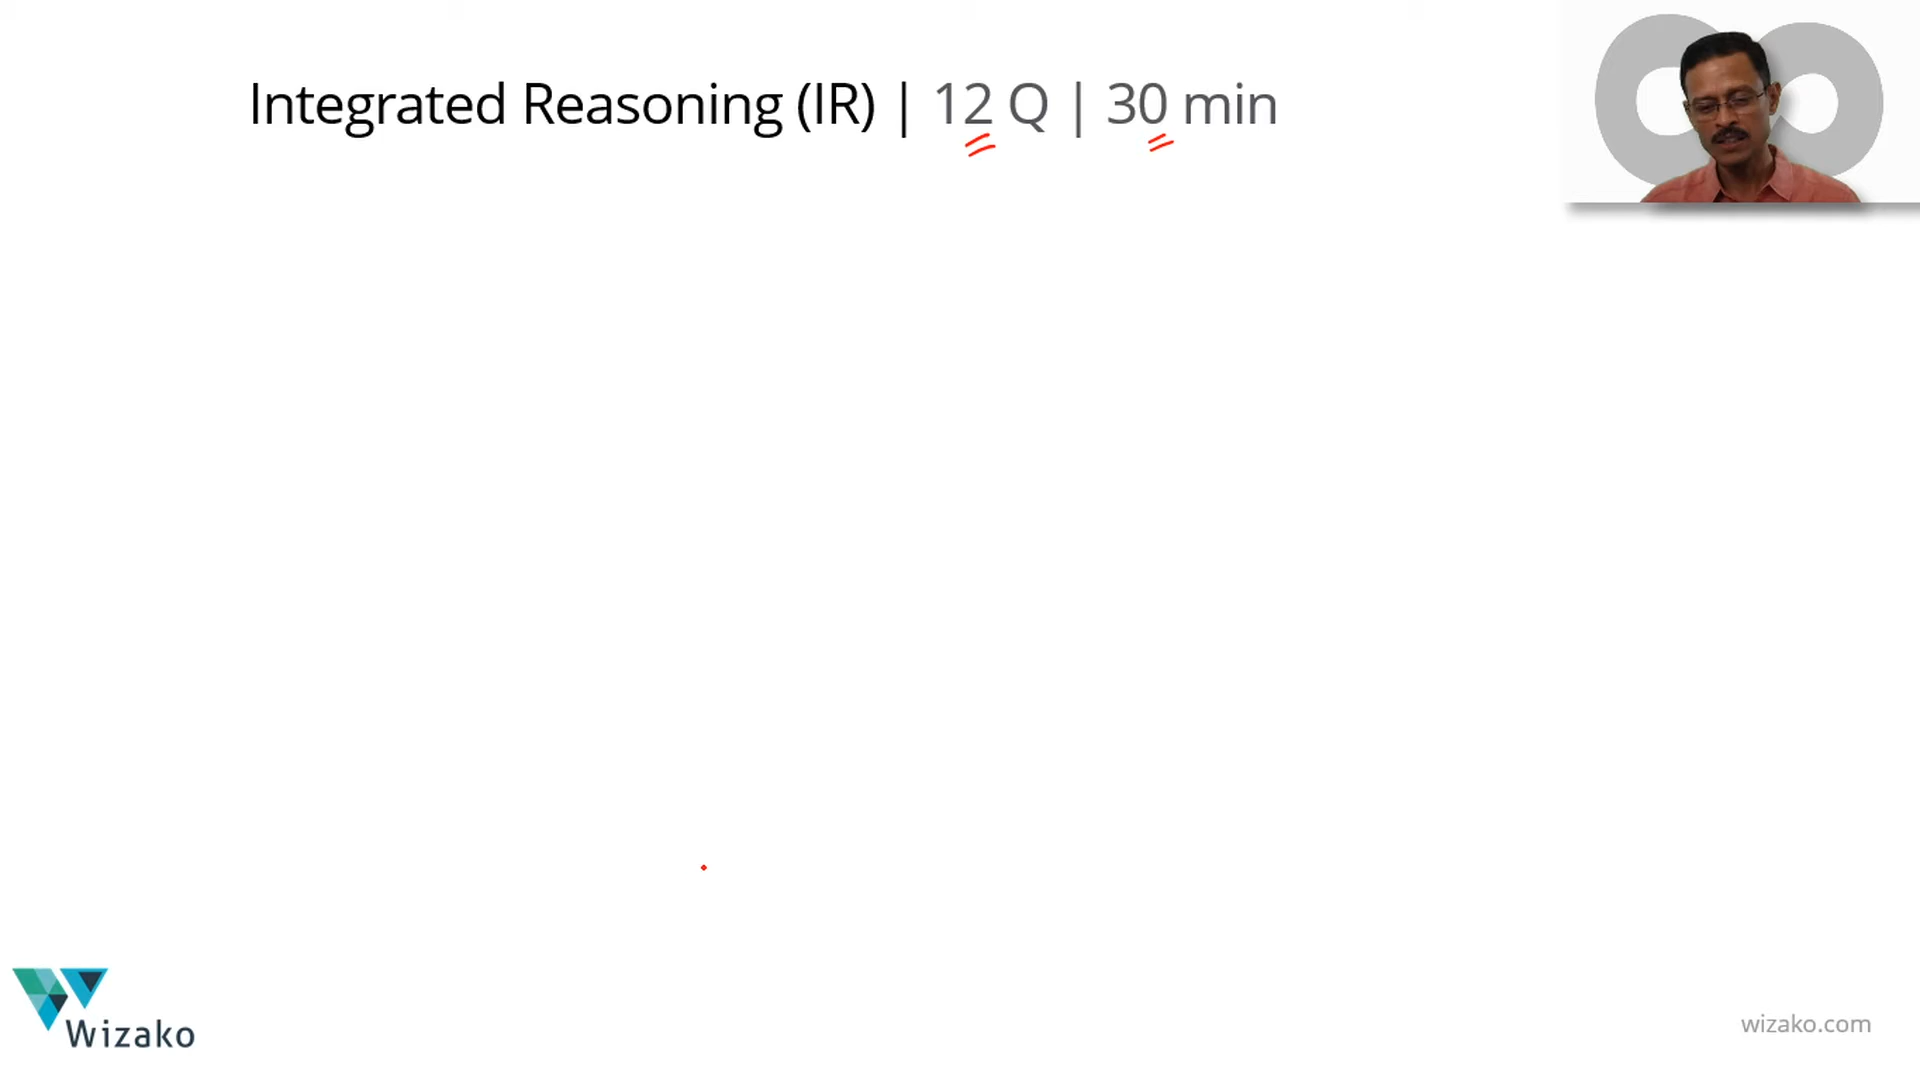 Integrated Reasoning (IR) | 12 Q | 30 min
Wizako
wizako.com